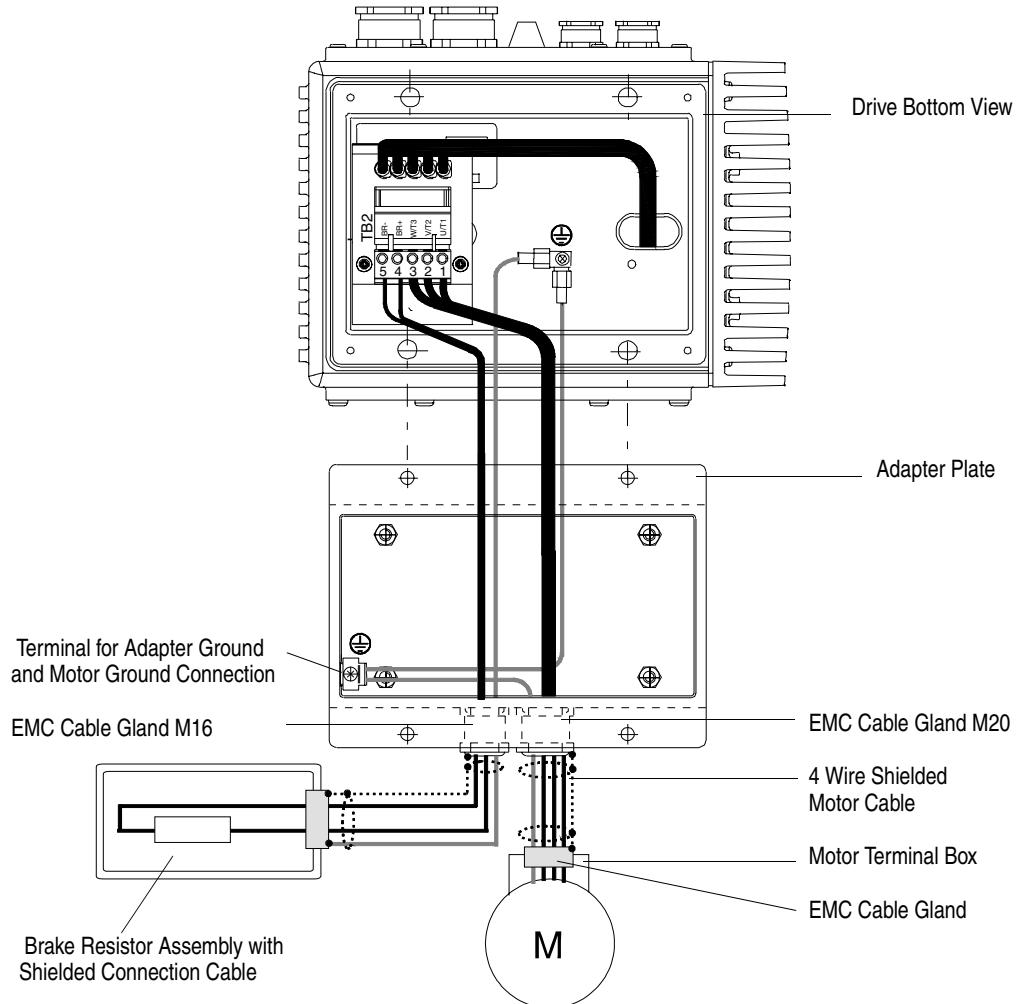 Drive Bottom View
TB2
BR-
BR+
W/T3
V/T2
U/T1
5 4 3 2 1
Adapter Plate
Terminal for Adapter Ground
and Motor Ground Connection
EMC Cable Gland M16
EMC Cable Gland M20
4 Wire Shielded
Motor Cable
Motor Terminal Box
EMC Cable Gland
M
Brake Resistor Assembly with
Shielded Connection Cable